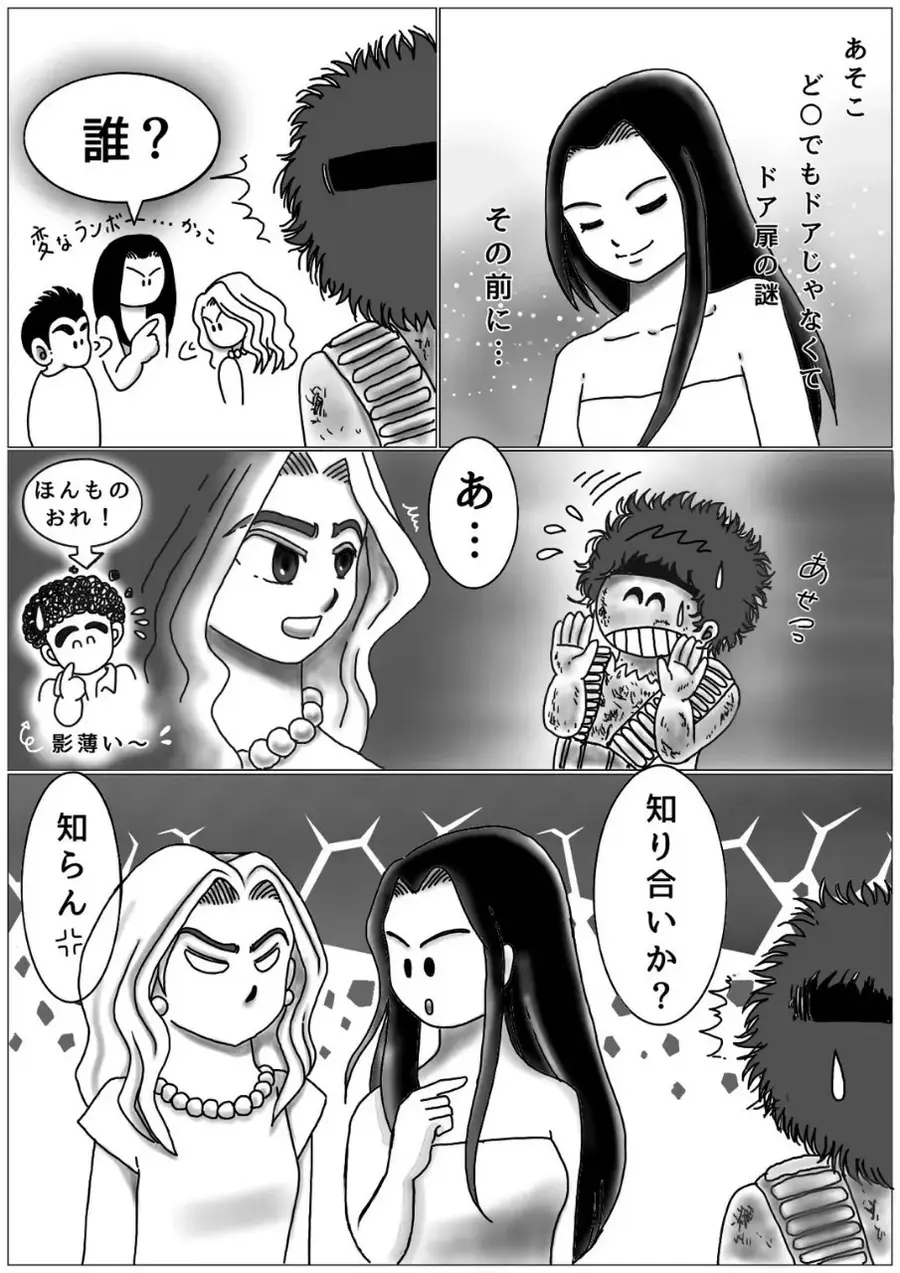 あそこ
ど〇でもドアじゃなくて
ドア扉の謎
その前に…
誰？
変なランボー…かっこ
あ…
あせっ
ほんもの
おれ！
影薄い～
知り合いか？
知らん